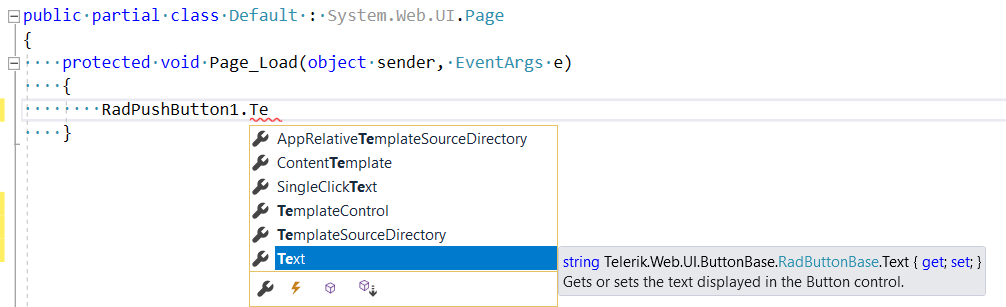 public partial class Default : System.Web.UI.Page
{
protected void Page_Load(object sender, EventArgs e)
{
RadPushButton1.Te
}
AppRelativeTemplateSourceDirectory
ContentTemplate
SingleClickText
TemplateControl
TemplateSourceDirectory
Text
string Telerik.Web.UI.ButtonBase.RadButtonBase.Text { get; set; }
Gets or sets the text displayed in the Button control.